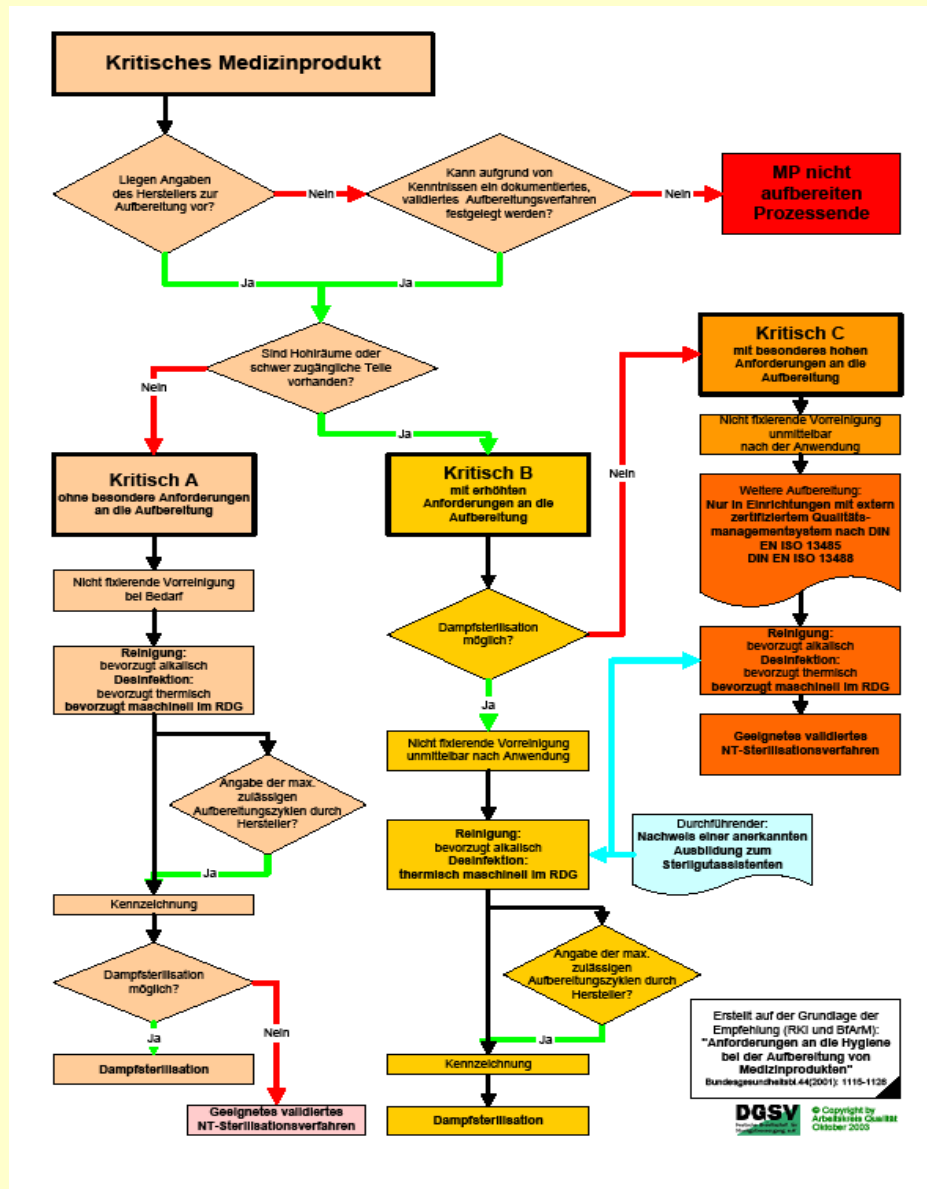 Kritisches Medizinprodukt
Liegen Angaben
des Herstellers zur
Aufbereitung vor?
Nein
Kann aufgrund von
Kenntnissen ein dokumentiertes,
validiertes Aufbereitungsverfahren
festgelegt werden?
Nein
MP nicht
aufbereiten
Prozessende
Ja
Ja
Sind Hohlräume oder
schwer zugängliche Teile
vorhanden?
Nein
Ja
Kritisch A
ohne besondere Anforderungen
an die Aufbereitung
Nicht fixierende Vorreinigung
bei Bedarf
Reinigung:
bevorzugt alkalisch
Desinfektion:
bevorzugt thermisch
bevorzugt maschinell im RDG
Angabe der max.
zulässigen
Aufbereitungszyklen durch
Hersteller?
Ja
Kennzeichnung
Dampfsterilisation
möglich?
Ja
Nein
Dampfsterilisation
Geeignetes validiertes
NT-Sterilisationsverfahren
Kritisch B
mit erhöhten
Anforderungen an die
Aufbereitung
Dampfsterilisation
möglich?
Nein
Ja
Nicht fixierende Vorreinigung
unmittelbar nach Anwendung
Reinigung:
bevorzugt alkalisch
Desinfektion:
thermisch maschinell im RDG
Angabe der max.
zulässigen
Aufbereitungszyklen durch
Hersteller?
Ja
Kennzeichnung
Dampfsterilisation
Kritisch C
mit besonderes hohen
Anforderungen an die
Aufbereitung
Nicht fixierende Vorreinigung
unmittelbar
nach der Anwendung
Weitere Aufbereitung:
Nur in Einrichtungen mit extern
zertifiziertem Qualitäts-
managementsystem nach DIN
EN ISO 13485
DIN EN ISO 13488
Reinigung:
bevorzugt alkalisch
Desinfektion:
bevorzugt thermisch
bevorzugt maschinell im RDG
Geeignetes validiertes
NT-Sterilisationsverfahren
Durchführender:
Nachweis einer anerkannten
Ausbildung zum
Sterilgutassistenten
Erstellt auf der Grundlage der
Empfehlung (RKI und BfArM):
"Anforderungen an die Hygiene
bei der Aufbereitung von
Medizinprodukten"
Bundesgesundheitsbl.44(2001): 1115-1126
DGSV
© Copyright by
Arbeitskreis Qualität
Oktober 2003